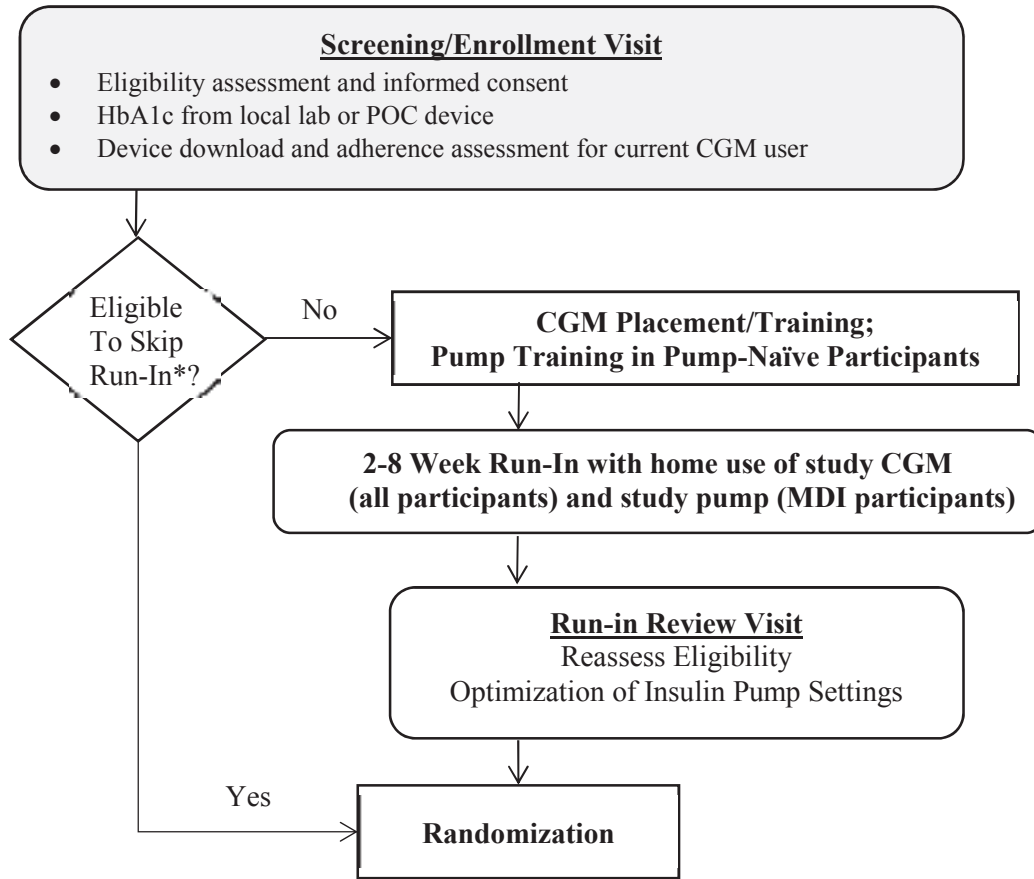 Screening/Enrollment Visit
• Eligibility assessment and informed consent
• HbA1c from local lab or POC device
• Device download and adherence assessment for current CGM user
Eligible
To Skip
Run-In*?
No
CGM Placement/Training;
Pump Training in Pump-Naïve Participants
2-8 Week Run-In with home use of study CGM
(all participants) and study pump (MDI participants)
Run-in Review Visit
Reassess Eligibility
Optimization of Insulin Pump Settings
Yes
Randomization